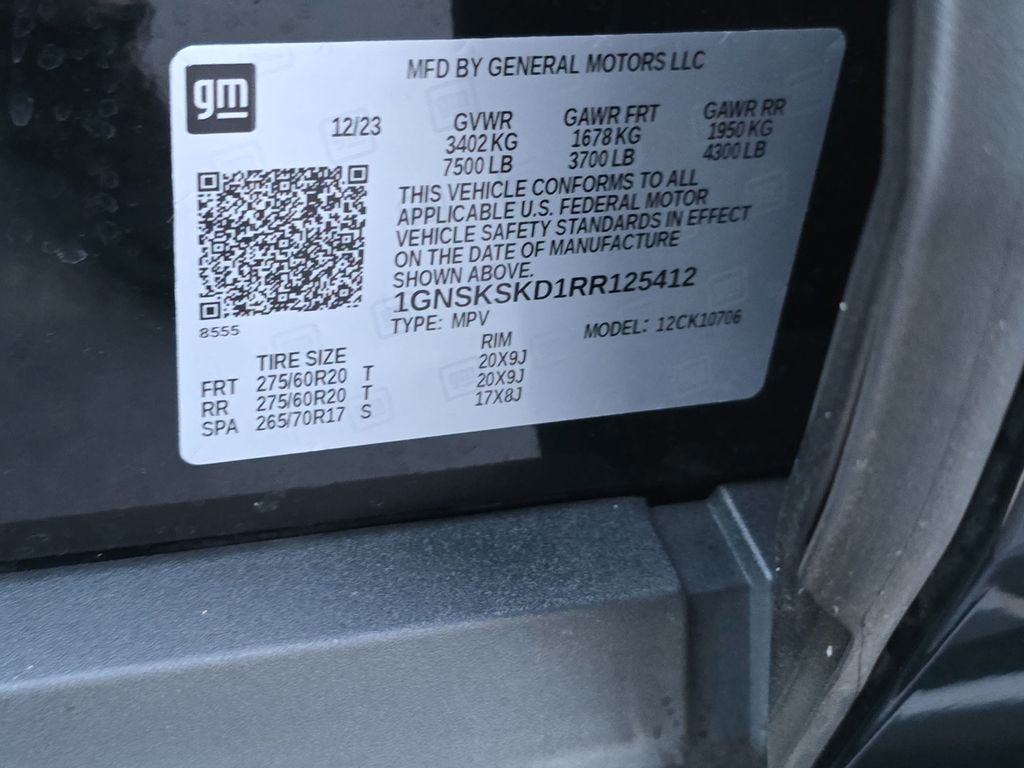 gm
MFD BY GENERAL MOTORS LLC
12/23 GVWR GAWR FRT GAWR RR
3402 KG 1678 KG 1950 KG
7500 LB 3700 LB 4300 LB
THIS VEHICLE CONFORMS TO ALL
APPLICABLE U.S. FEDERAL MOTOR
VEHICLE SAFETY STANDARDS IN EFFECT
ON THE DATE OF MANUFACTURE
SHOWN ABOVE.
1GNSKSKD1RR125412
8555
TYPE: MPV MODEL: 12CK10706
TIRE SIZE RIM
FRT 275/60R20 T 20X9J
RR 275/60R20 T 20X9J
SPA 265/70R17 S 17X8J